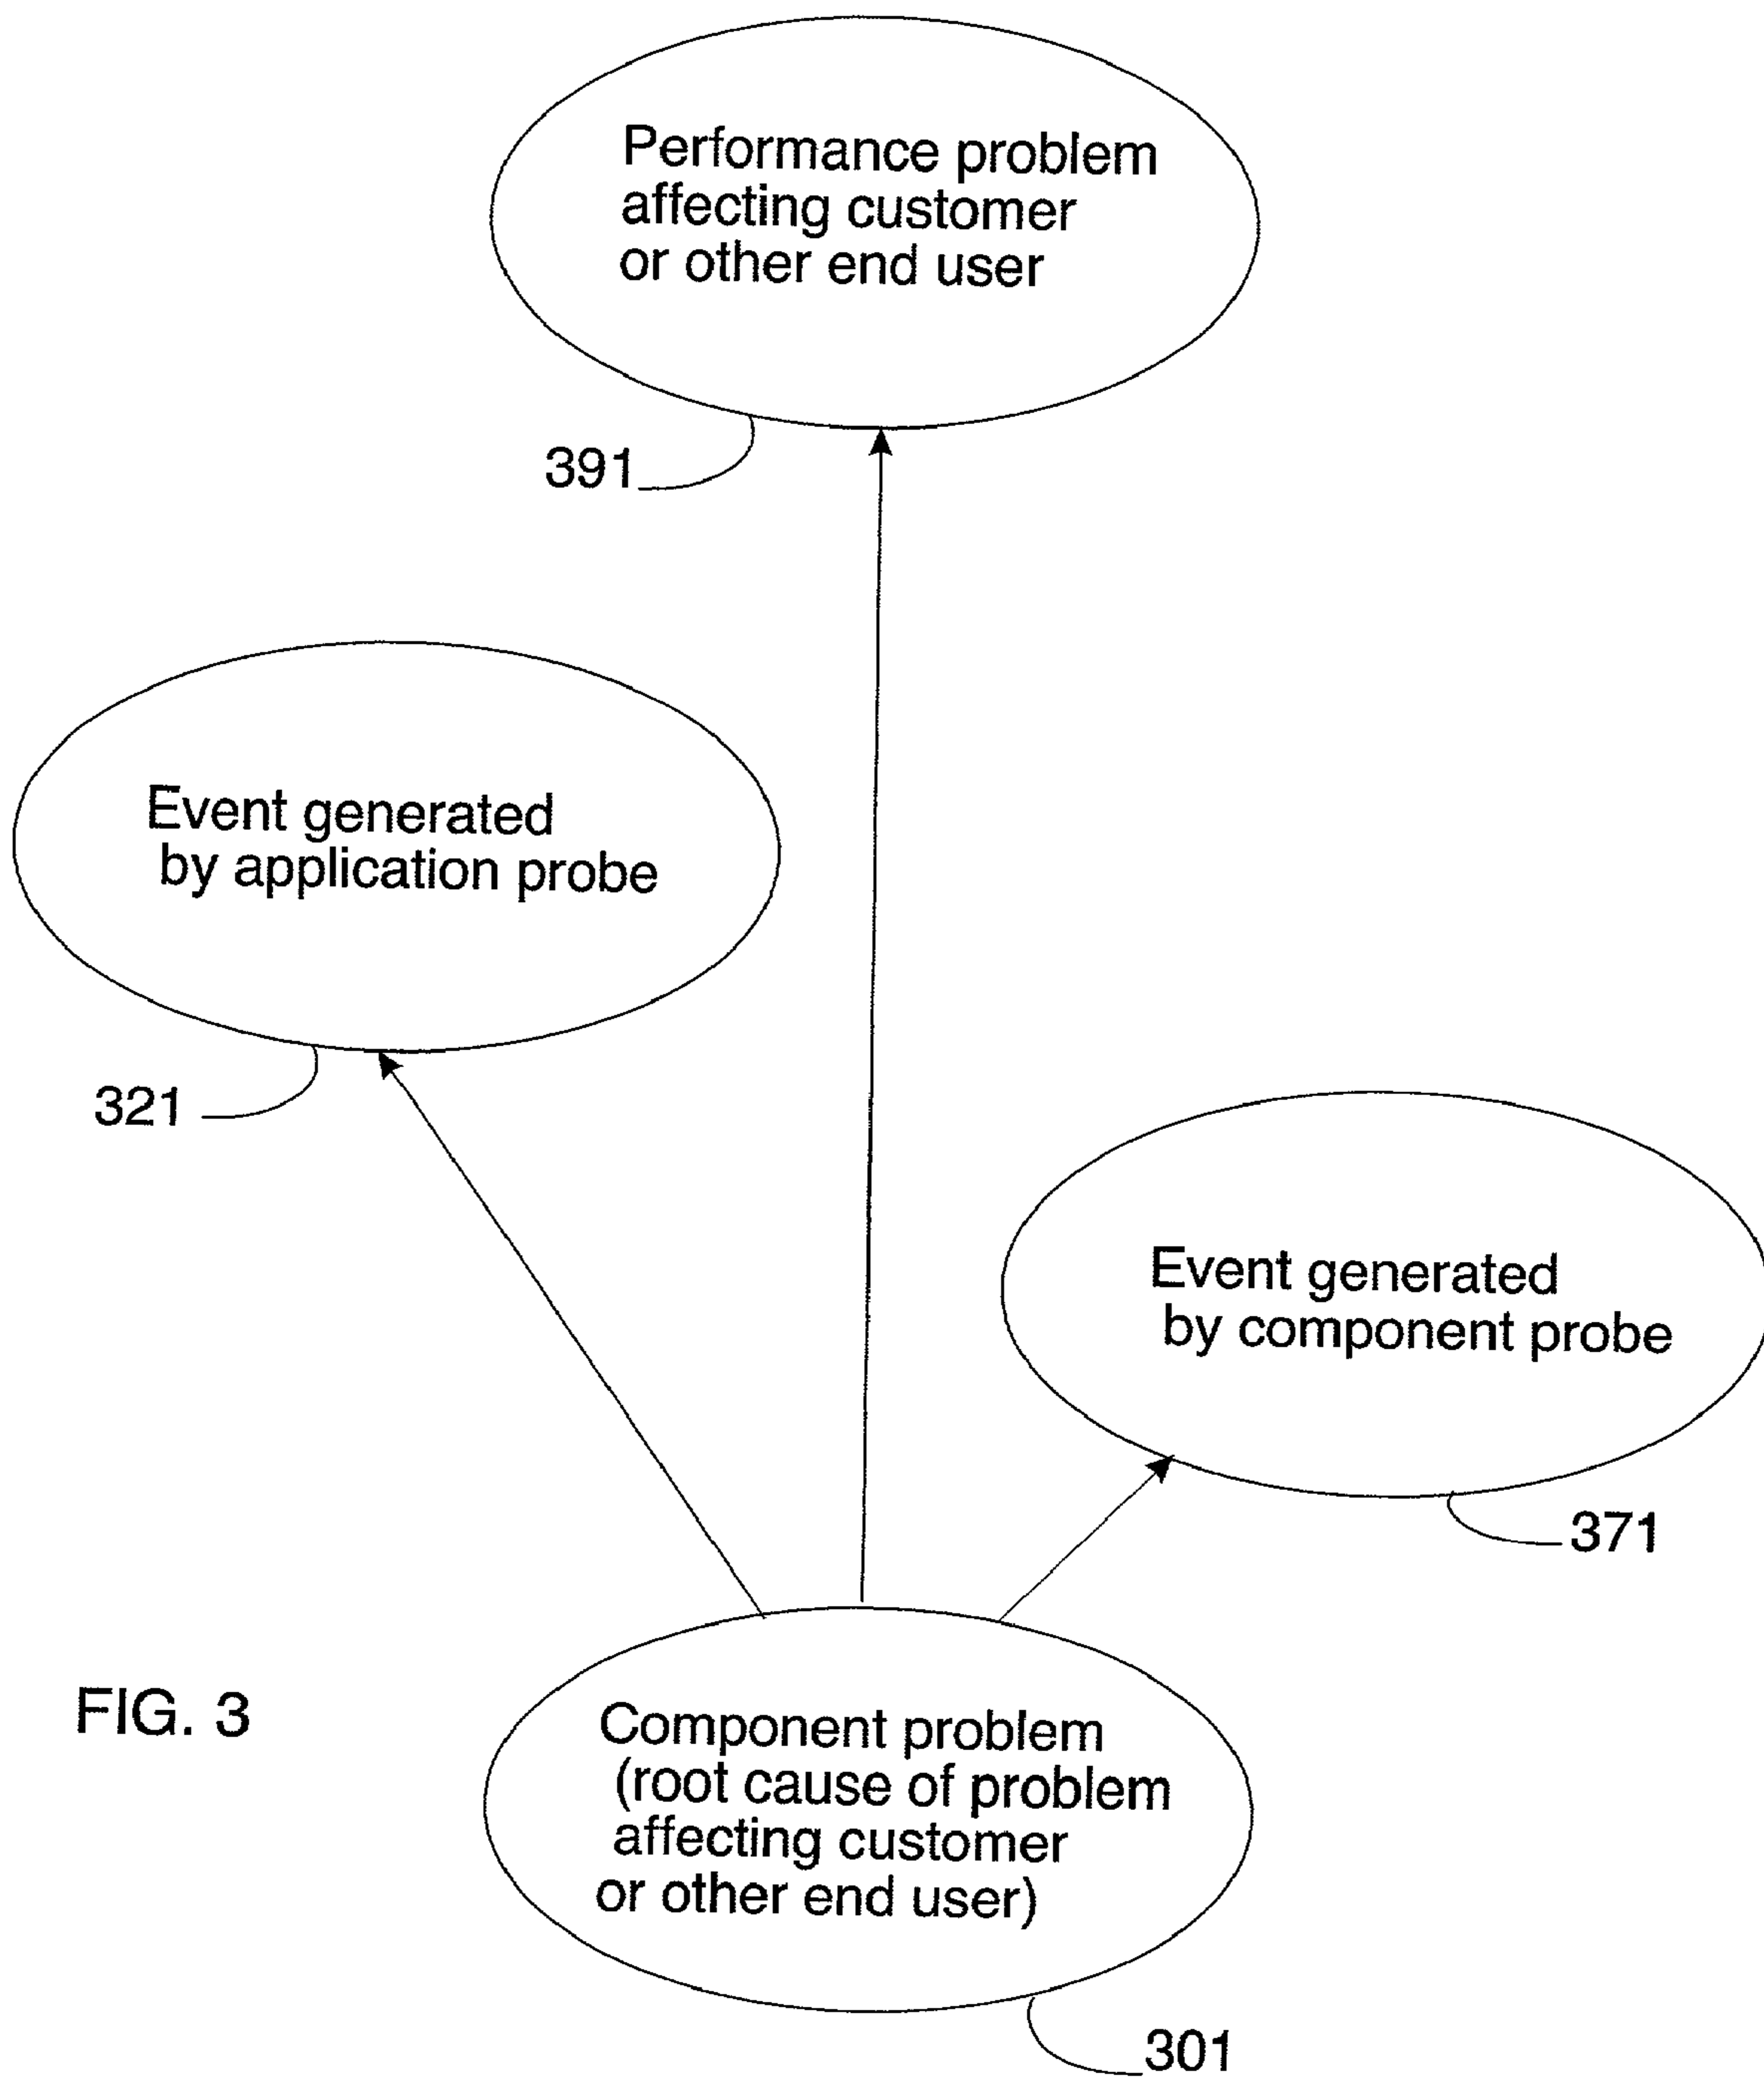 Performance problem
affecting customer
or other end user
391
Event generated
by application probe
321
Event generated
by component probe
371
FIG. 3
Component problem
(root cause of problem
affecting customer
or other end user)
301